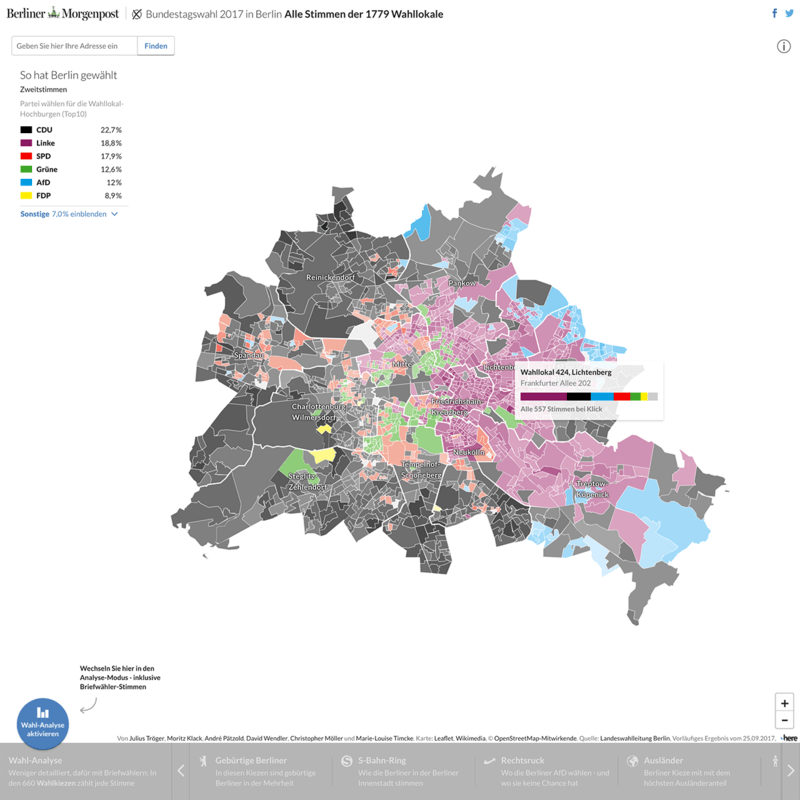 Berliner Morgenpost Bundestagswahl 2017 in Berlin Alle Stimmen der 1779 Wahllokale
Geben Sie hier Ihre Adresse ein Finden
So hat Berlin gewählt
Zweitstimmen
Partei wählen für die Wahllokal-
Hochburgen (Top10)
CDU 22,7%
Linke 18,8%
SPD 17,9%
Grüne 12,6%
AfD 12%
FDP 8,9%
Sonstige 7.0% einblenden
Reinickendorf
Pankow
Spandau
Mitte
Lichtenbe
Wahllokal 424, Lichtenberg
Frankfurter Allee 202
Alle 557 Stimmen bei Klick
Charlottenburg-
Wilmersdorf
Friedrichshain-
Kreuzberg
Neukölln
Tempelhof-
Schöneberg
Steglitz-
Zehlendorf
Treptow-
Köpenick
Wechseln Sie hier in den
Analyse-Modus - inklusive
Briefwähler-Stimmen
Wahl-Analyse
aktivieren
+
−
Von Julius Tröger, Moritz Klack, André Pätzold, David Wendler, Christopher Möller und Marie-Louise Timcke. Karte: Leaflet, Wikimedia, © OpenStreetMap-Mitwirkende. Quelle: Landeswahlleitung Berlin. Vorläufiges Ergebnis vom 25.09.2017. here
Wahl-Analyse
Weniger detailliert, dafür mit Briefwählern: In
den 660 Wahlkiezen zählt jede Stimme
Gebürtige Berliner
In diesen Kiezen sind gebürtige
Berliner in der Mehrheit
S-Bahn-Ring
Wie die Berliner in der Berliner
Innenstadt stimmen
Rechtsruck
Wo die Berliner AfD wählen - und
wo sie keine Chance hat
Ausländer
Berliner Kieze mit dem
höchsten Ausländeranteil